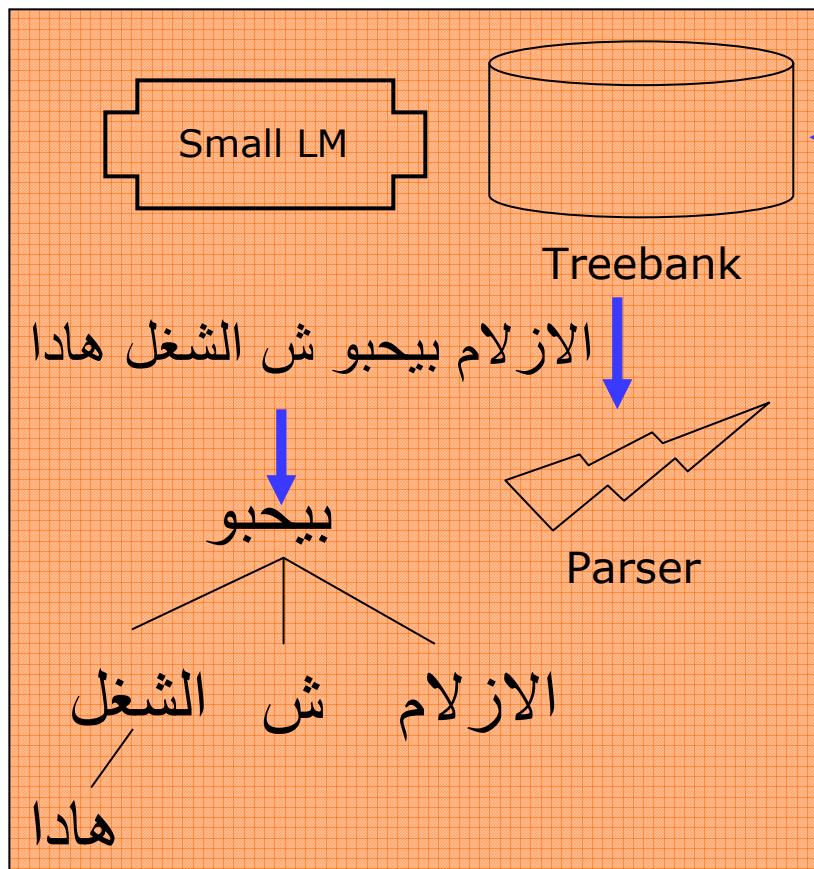 Small LM
Treebank
الازلام بيحبو ش الشغل هادا
Parser
بيحبو
الازلام ش الشغل
هادا